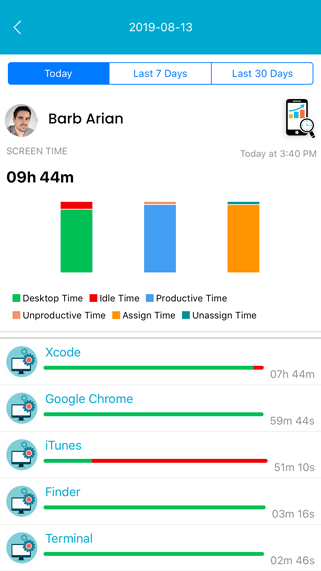 2019-08-13
Today Last 7 Days Last 30 Days
Barb Arian
SCREEN TIME Today at 3:40 PM
09h 44m
Desktop Time Idle Time Productive Time
Unproductive Time Assign Time Unassign Time
Xcode
07h 44m
Google Chrome
59m 44s
iTunes
51m 10s
Finder
03m 16s
Terminal
02m 46s